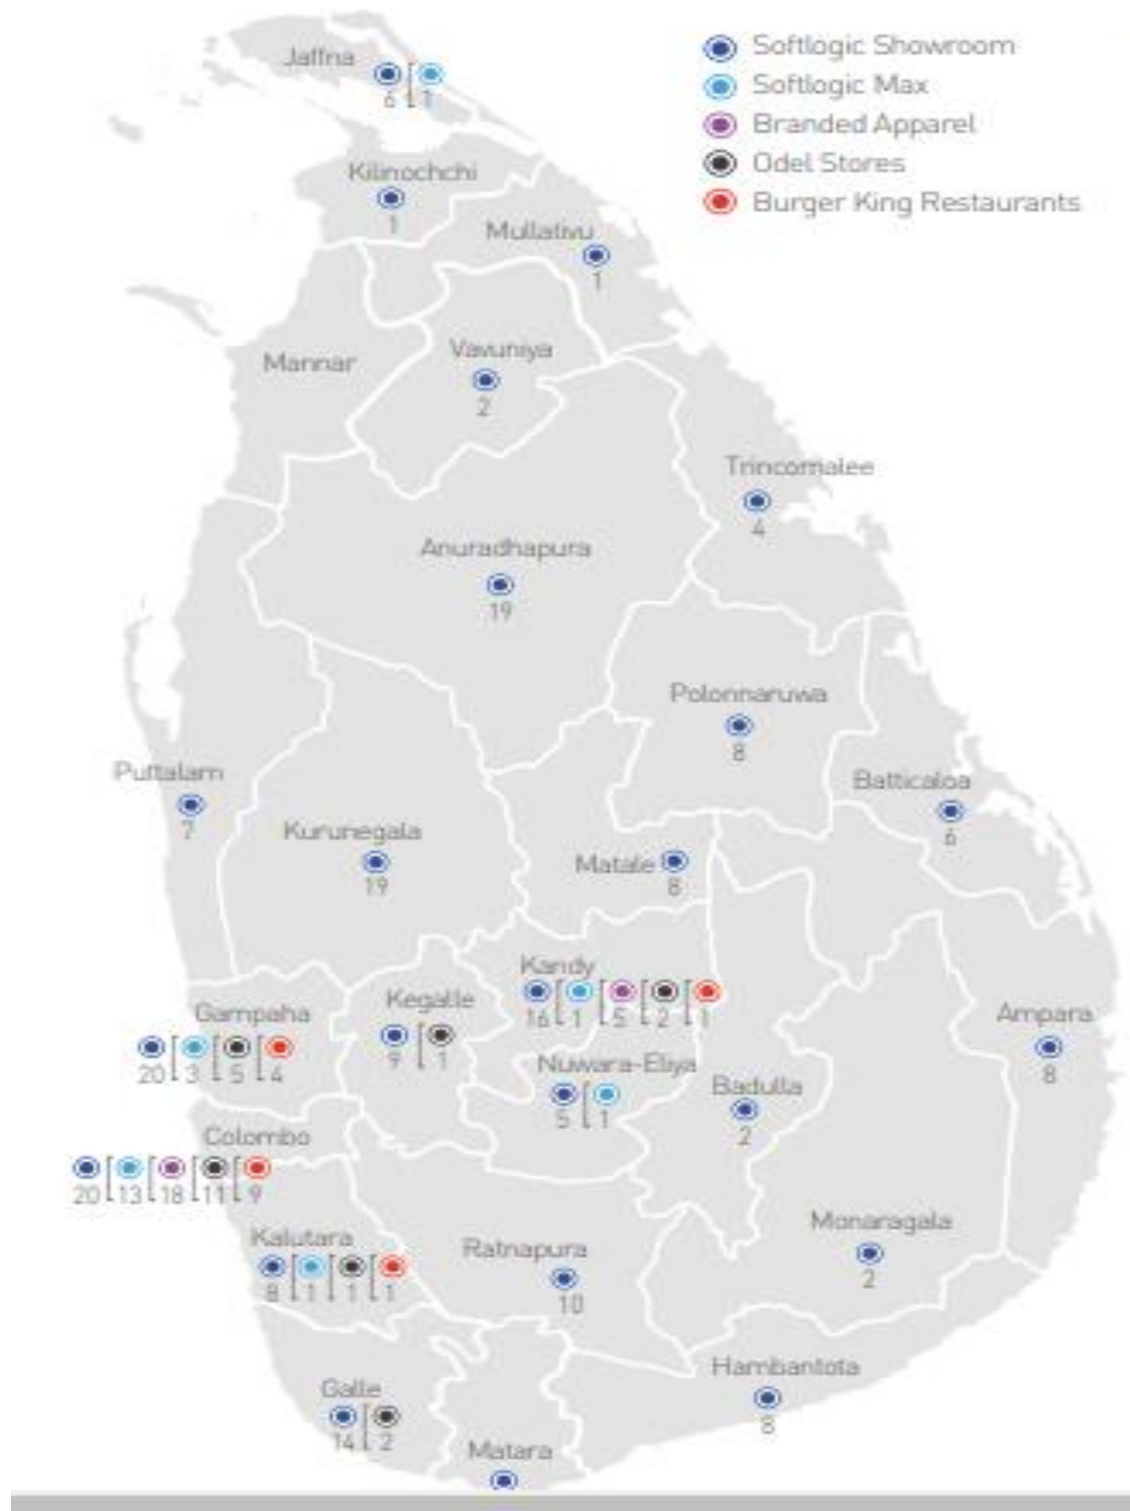 Softlogic Showroom
Softlogic Max
Branded Apparel
Odel Stores
Burger King Restaurants
Jaffna
6 1
Kilinochchi
1
Mullativu
1
Mannar
Vavuniya
2
Trincomalee
4
Anuradhapura
19
Polonnaruwa
8
Puttalam
7
Batticaloa
6
Kurunegala
19
Matale
8
Kandy
16 1 5 2 1
Kegalle
9 1
Gampaha
20 3 5 4
Ampara
8
Nuwara-Eliya
5 1
Badulla
2
Colombo
20 13 18 11 9
Monaragala
2
Kalutara
8 1 1 1
Ratnapura
10
Hambantota
8
Galle
14 2
Matara